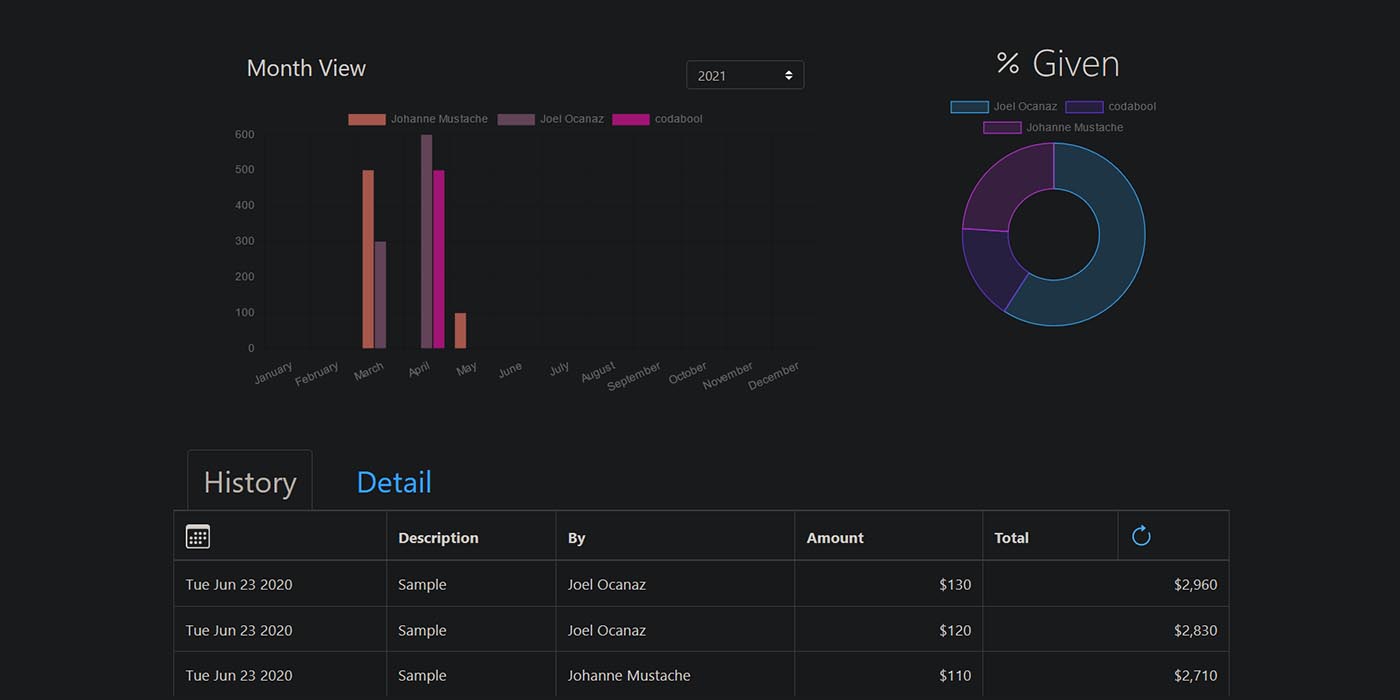 Month View
2021
Johanne Mustache Joel Ocanaz codabool
600
500
400
300
200
100
0
January February March April May June July August September October November December
% Given
Joel Ocanaz codabool
Johanne Mustache
History Detail
Description By Amount Total
Tue Jun 23 2020 Sample Joel Ocanaz $130 $2,960
Tue Jun 23 2020 Sample Joel Ocanaz $120 $2,830
Tue Jun 23 2020 Sample Johanne Mustache $110 $2,710